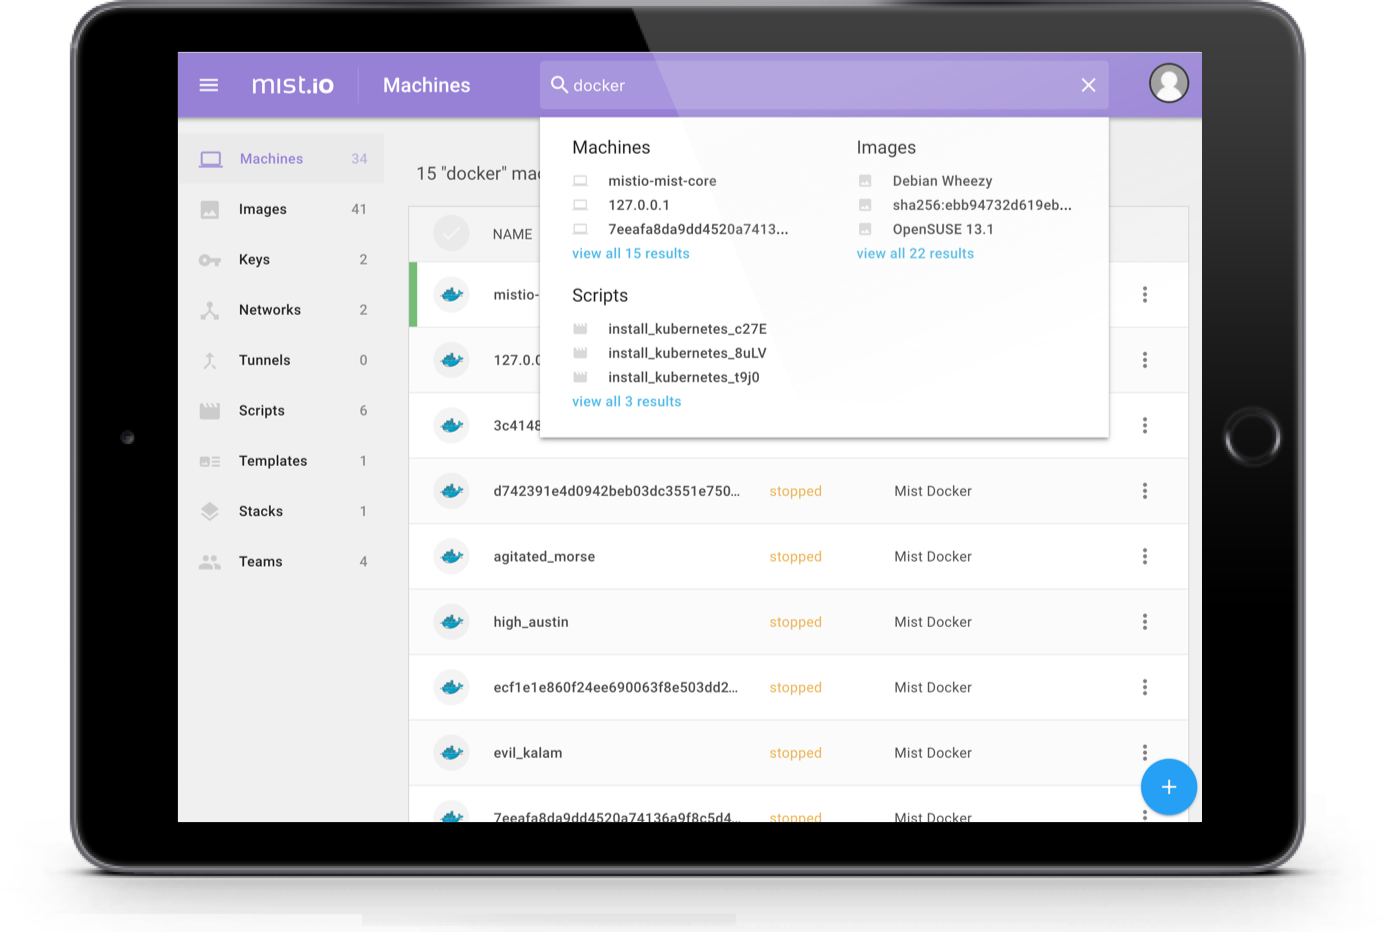 mist.io
Machines
docker
Machines 34
Images 41
Keys 2
Networks 2
Tunnels 0
Scripts 6
Templates 1
Stacks 1
Teams 4
15 "docker" mac
NAME
Machines
mistio-mist-core
127.0.0.1
7eeafa8da9dd4520a7413...
view all 15 results
Images
Debian Wheezy
sha256:ebb94732d619eb...
OpenSUSE 13.1
view all 22 results
Scripts
install_kubernetes_c27E
install_kubernetes_8uLV
install_kubernetes_t9j0
view all 3 results
mistio-
127.0.0
3c4148
d742391e4d0942beb03dc3551e750... stopped Mist Docker
agitated_morse stopped Mist Docker
high_austin stopped Mist Docker
ecf1e1e860f24ee690063f8e503dd2... stopped Mist Docker
evil_kalam stopped Mist Docker
7eeafa8da9dd4520a74136a9f8c5d4... stopped Mist Docker